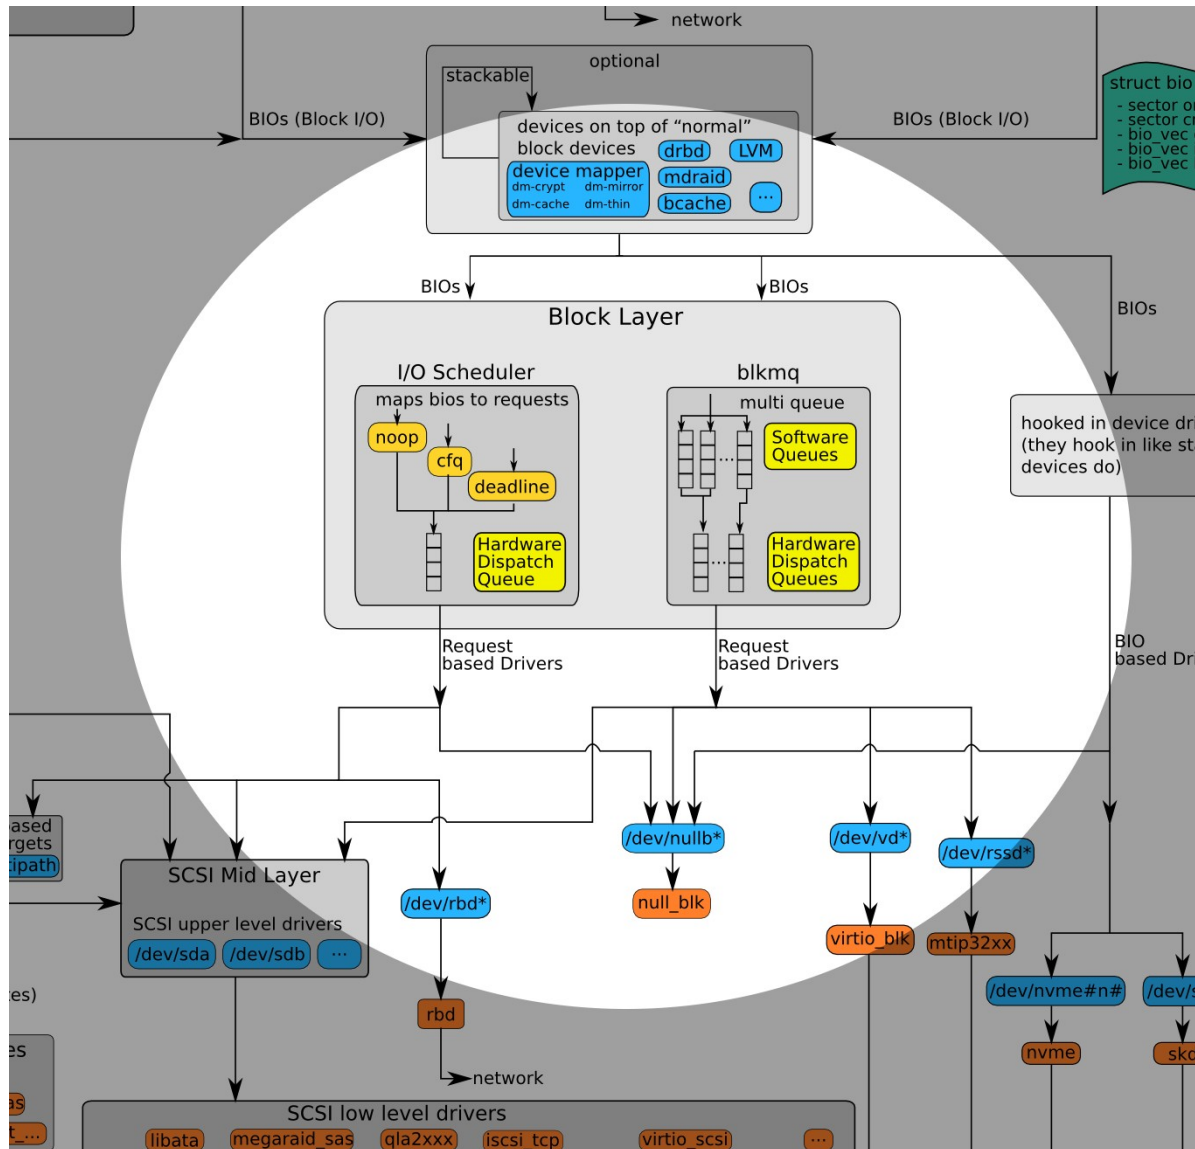 network
optional
stackable
BIOs (Block I/O)
BIOs (Block I/O)
struct bio
- sector
- sector
- bio_vec
- bio_vec
- bio_vec
devices on top of “normal”
block devices
drbd
LVM
device mapper
dm-crypt dm-mirror
dm-cache dm-thin
mdraid
bcache
...
BIOs
BIOs
BIOs
Block Layer
I/O Scheduler
maps bios to requests
noop
cfq
deadline
Hardware
Dispatch
Queue
blkmq
multi queue
Software
Queues
Hardware
Dispatch
Queues
hooked in device
(they hook in like
devices do)
Request
based Drivers
Request
based Drivers
BIO
based
/dev/nullb*
null_blk
/dev/vd*
virtio_blk
/dev/rssd*
mtip32xx
SCSI Mid Layer
SCSI upper level drivers
/dev/sda
/dev/sdb
...
/dev/rbd*
rbd
network
/dev/nvme#n#
nvme
SCSI low level drivers
libata
megaraid_sas
qla2xxx
iscsi_tcp
virtio_scsi
...